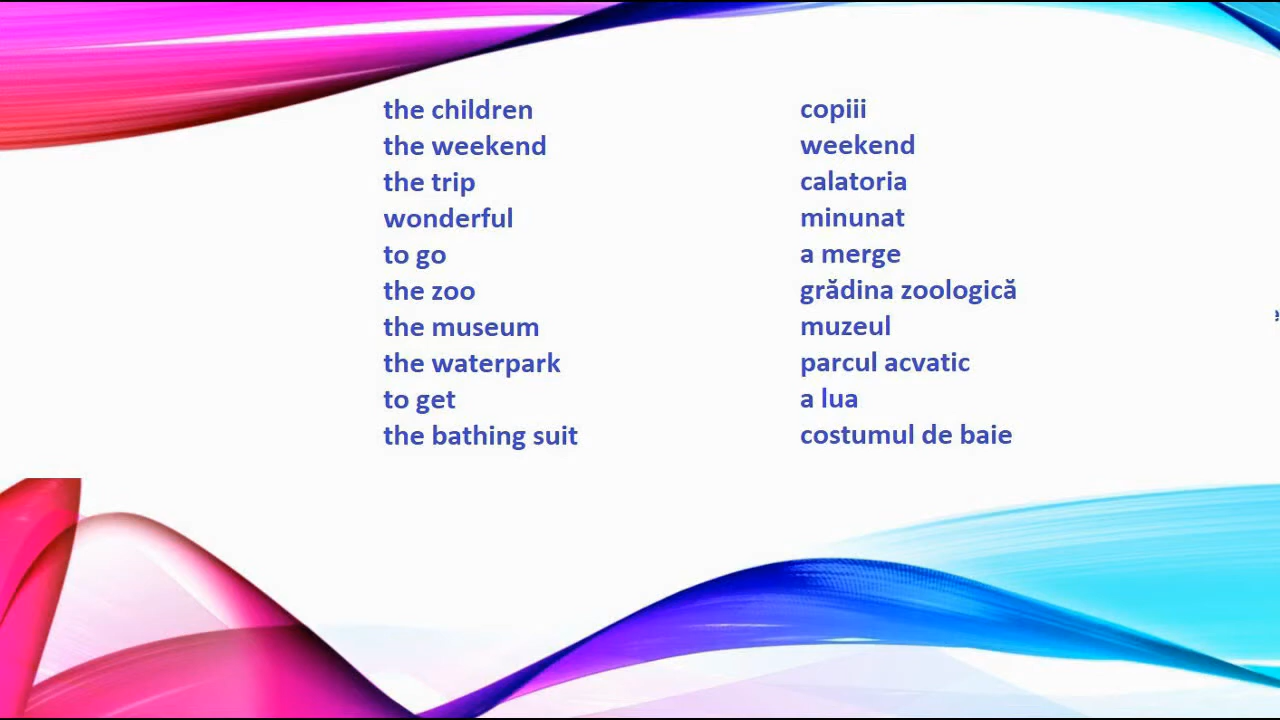 the children copiii
the weekend weekend
the trip calatoria
wonderful minunat
to go a merge
the zoo grădina zoologică
the museum muzeul
the waterpark parcul acvatic
to get a lua
the bathing suit costumul de baie